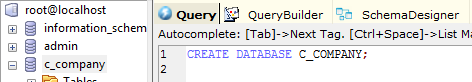 root@localhost
information_schem
admin
c_company
Tables
Query
QueryBuilder
SchemaDesigner
Autocomplete: [Tab]->Next Tag. [Ctrl+Space]->List Ma
1 CREATE DATABASE C_COMPANY;
2